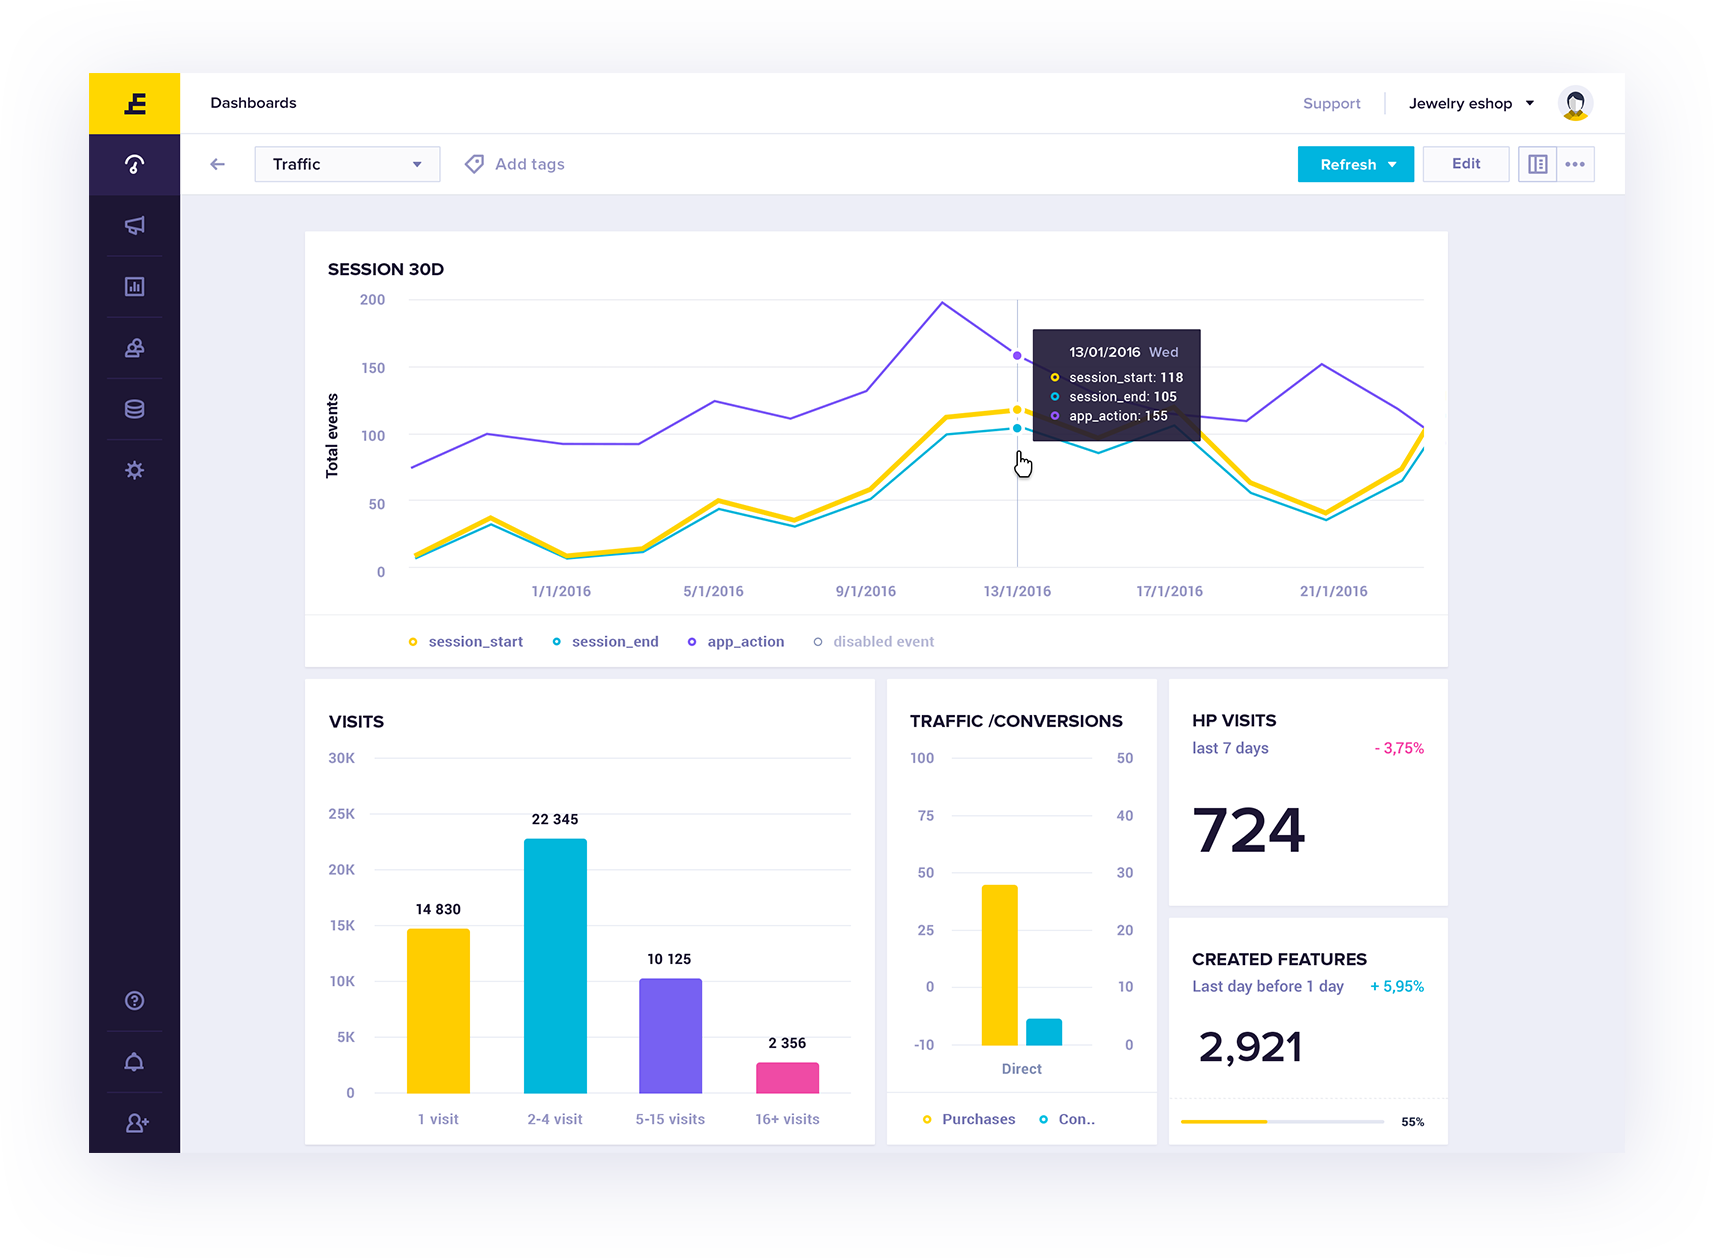 Dashboards
Support
Jewelry eshop
Traffic
Add tags
Refresh
Edit
SESSION 30D
Total events
200
150
100
50
0
13/01/2016 Wed
session_start: 118
session_end: 105
app_action: 155
1/1/2016 5/1/2016 9/1/2016 13/1/2016 17/1/2016 21/1/2016
session_start session_end app_action disabled event
VISITS
30K
25K
20K
15K
10K
5K
0
14 830
22 345
10 125
2 356
1 visit 2-4 visit 5-15 visits 16+ visits
TRAFFIC /CONVERSIONS
100 50
75 40
50 30
25 20
0 10
-10 0
Direct
Purchases Con..
HP VISITS
last 7 days - 3,75%
724
CREATED FEATURES
Last day before 1 day + 5,95%
2,921
55%